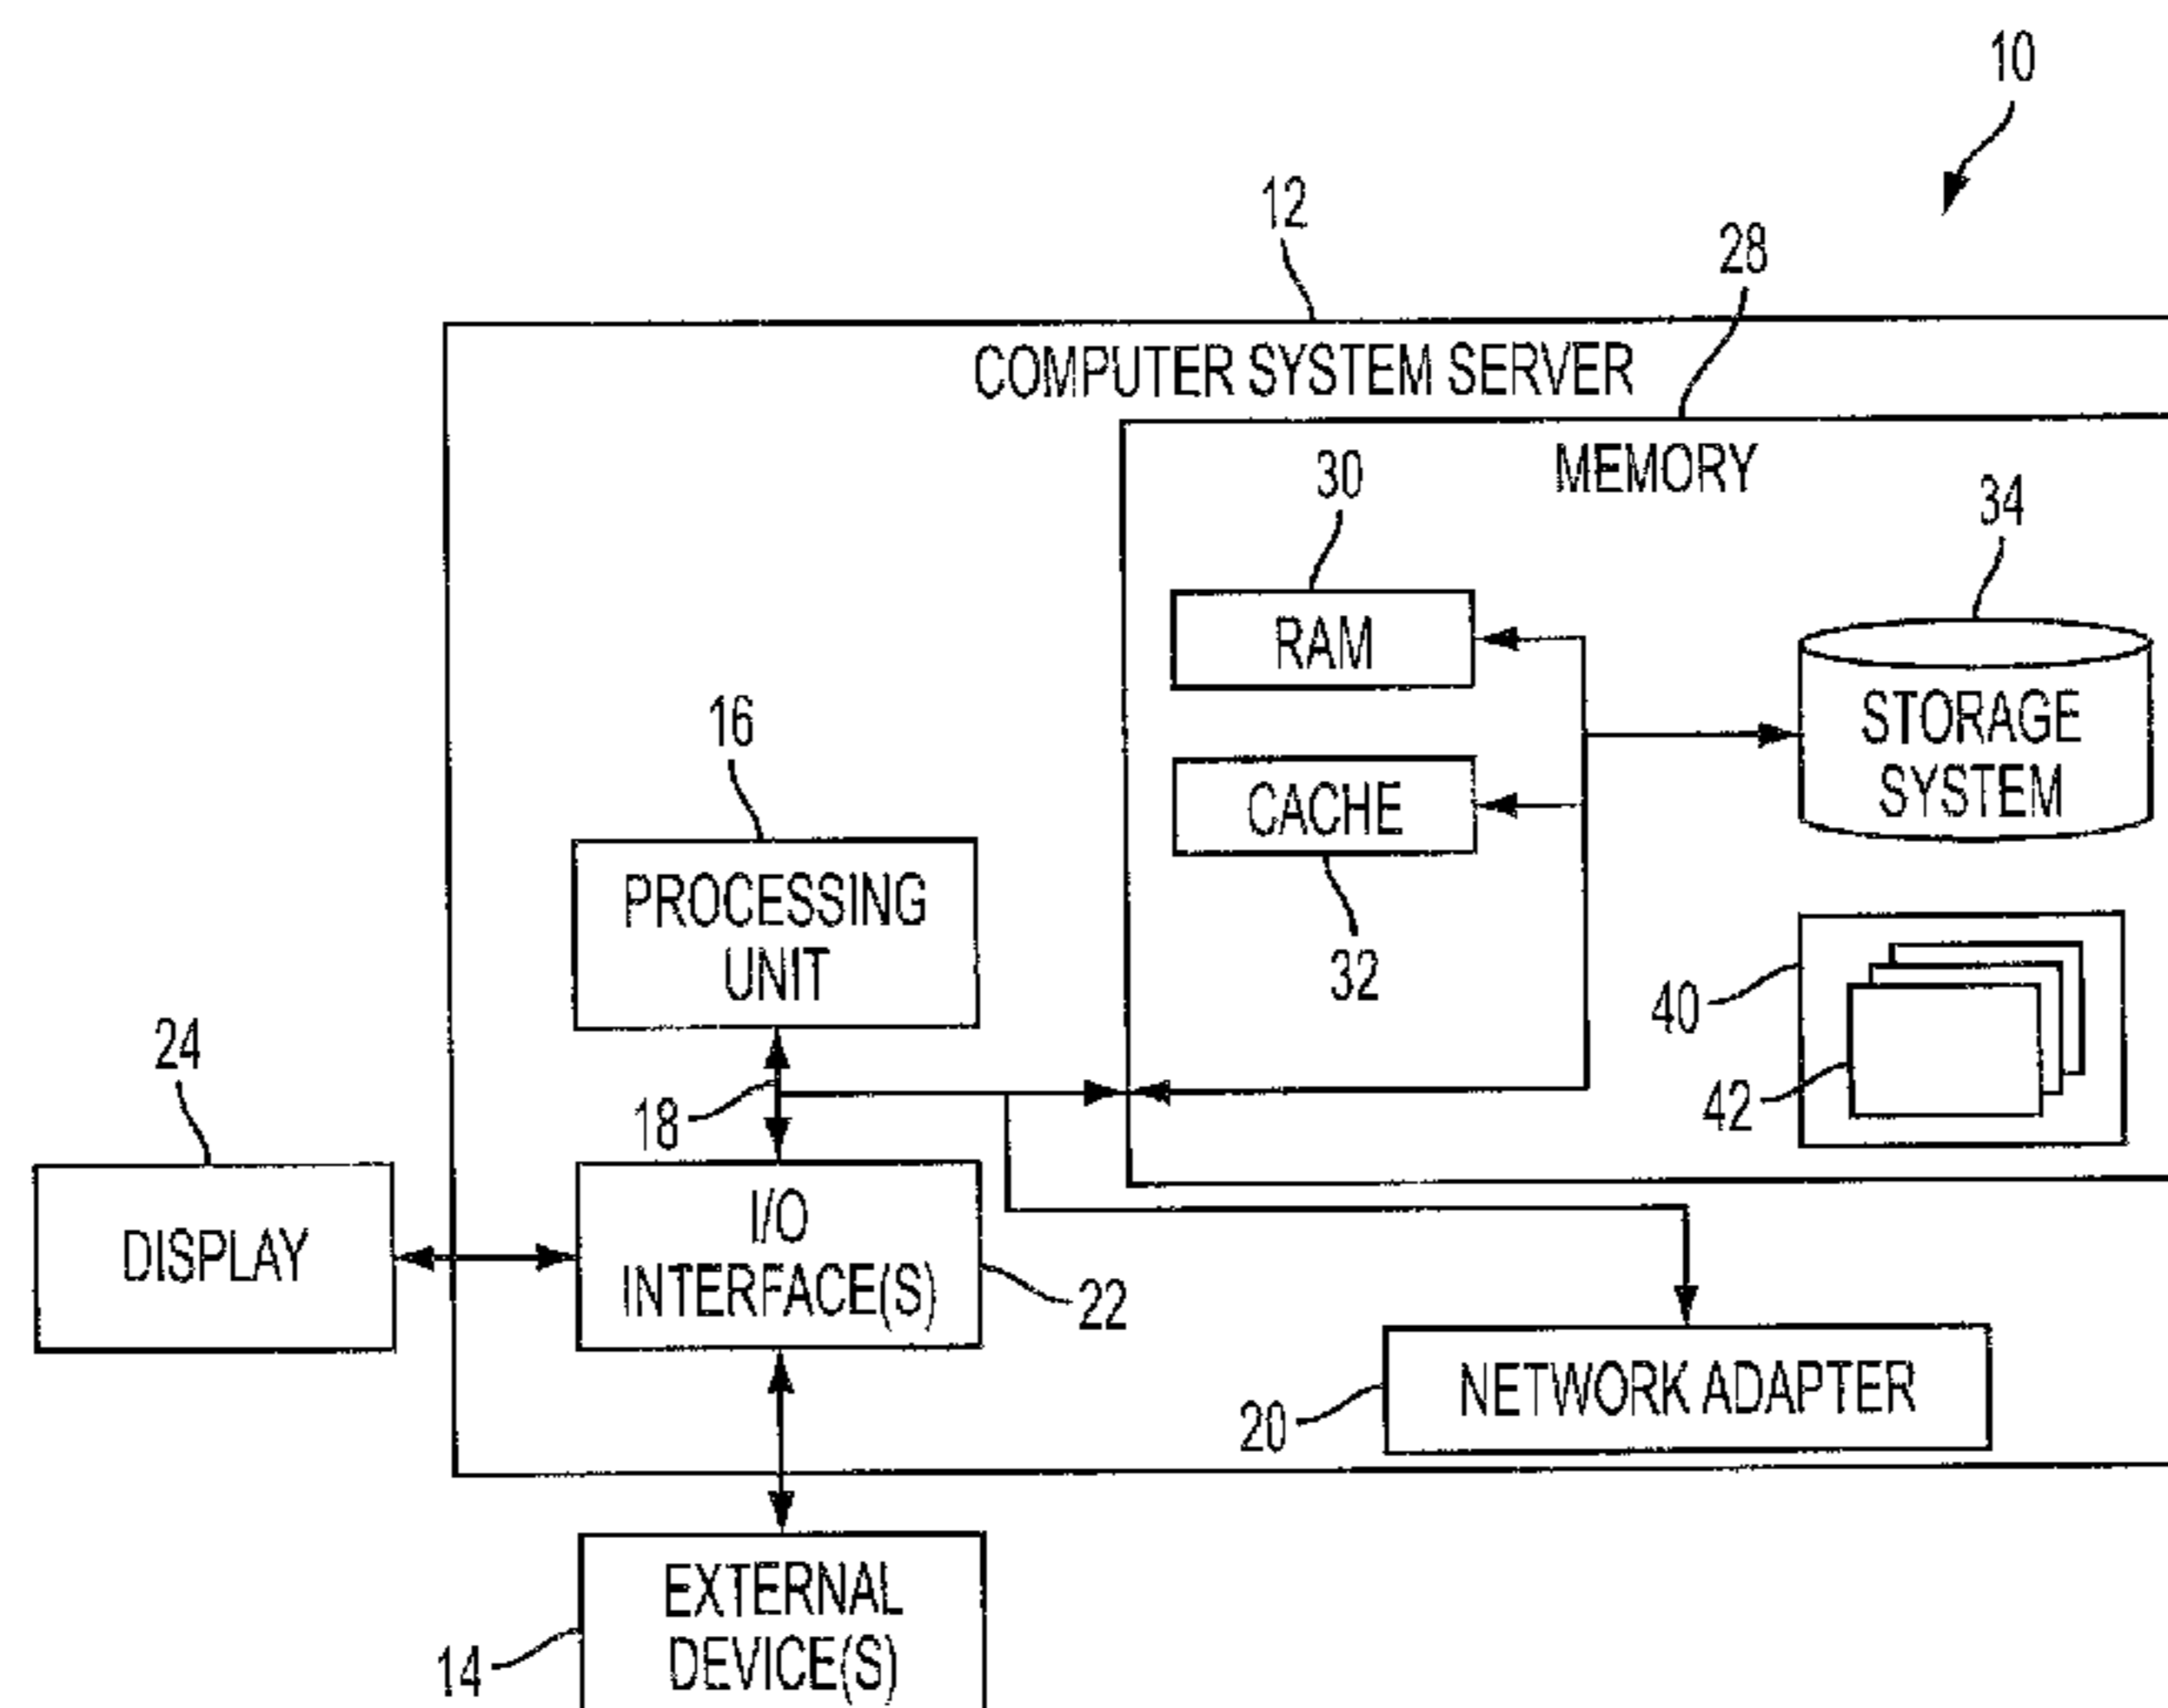 10
12
28
COMPUTER SYSTEM SERVER
MEMORY
30
34
RAM
STORAGE
SYSTEM
16
CACHE
PROCESSING
UNIT
32
40
24
18
42
DISPLAY
I/O
INTERFACE(S)
22
NETWORK ADAPTER
20
EXTERNAL
DEVICE(S)
14